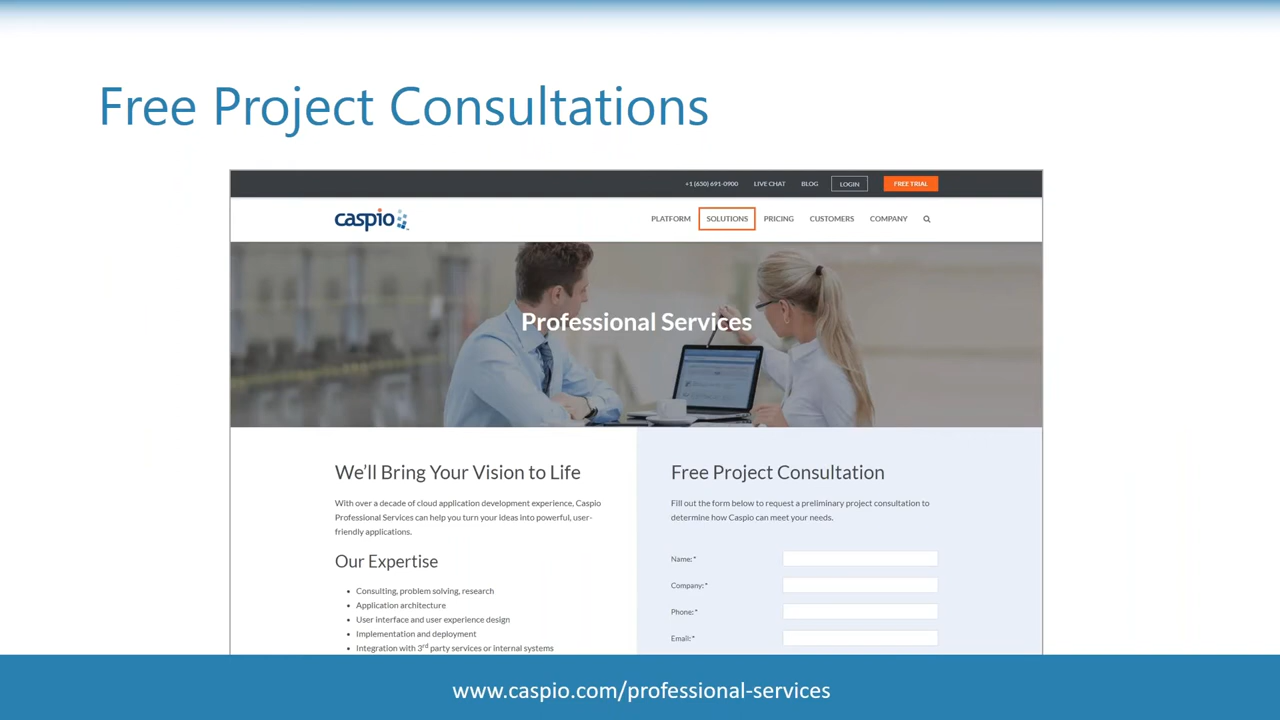 Free Project Consultations
+1 (630) 691-0900 LIVE CHAT BLOG LOGIN FREE TRIAL
caspio
PLATFORM SOLUTIONS PRICING CUSTOMERS COMPANY
Professional Services
We'll Bring Your Vision to Life
With over a decade of cloud application development experience, Caspio
Professional Services can help you turn your ideas into powerful, user-
friendly applications.
Our Expertise
• Consulting, problem solving, research
• Application architecture
• User interface and user experience design
• Implementation and deployment
• Integration with 3rd party services or internal systems
Free Project Consultation
Fill out the form below to request a preliminary project consultation to
determine how Caspio can meet your needs.
Name: *
Company: *
Phone: *
Email: *
www.caspio.com/professional-services